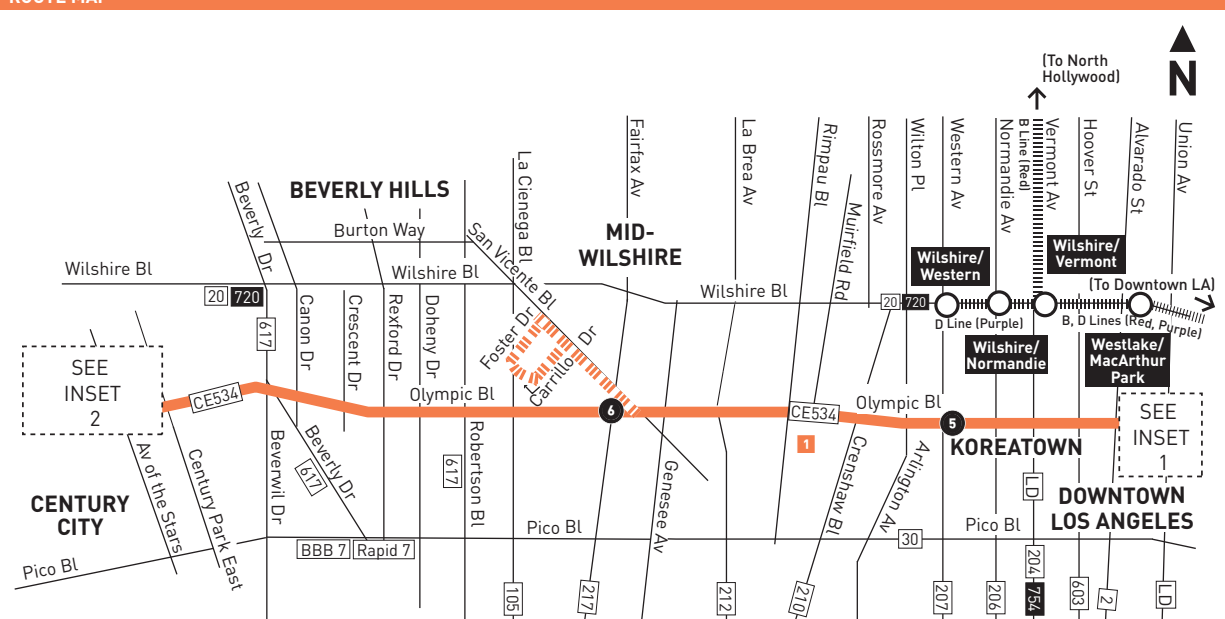 (To North
Hollywood)
N
Fairfax Av
La Brea Av
Rimpau Bl
Rossmore Av
Wilton Pl
Western Av
Normandie Av
B Line (Red)
Vermont Av
Hoover St
Alvarado St
Union Av
La Cienega Bl
Muirfield Rd
Beverly Dr
BEVERLY HILLS
Burton Way
San Vicente Bl
MID-
WILSHIRE
Wilshire/
Western
Wilshire/
Vermont
Wilshire Bl
Wilshire Bl
Wilshire Bl
(To Downtown LA)
20
720
20
720
D Line (Purple)
B, D Lines (Red, Purple)
617
Canon Dr
Crescent Dr
Rexford Dr
Doheny Dr
Foster Dr
Carrillo Dr
Wilshire/
Normandie
Westlake/
MacArthur
Park
SEE
INSET
2
CE534
Olympic Bl
6
CE534
Olympic Bl
5
SEE
INSET
1
1
KOREATOWN
Av of the Stars
Century Park East
Beverwil Dr
617
Beverly Dr
617
Robertson Bl
Genesee Av
Crenshaw Bl
Arlington Av
LD
CENTURY
CITY
DOWNTOWN
LOS ANGELES
Pico Bl
BBB 7
Rapid 7
Pico Bl
30
Pico Bl
105
217
212
210
207
206
204
754
603
2
LD